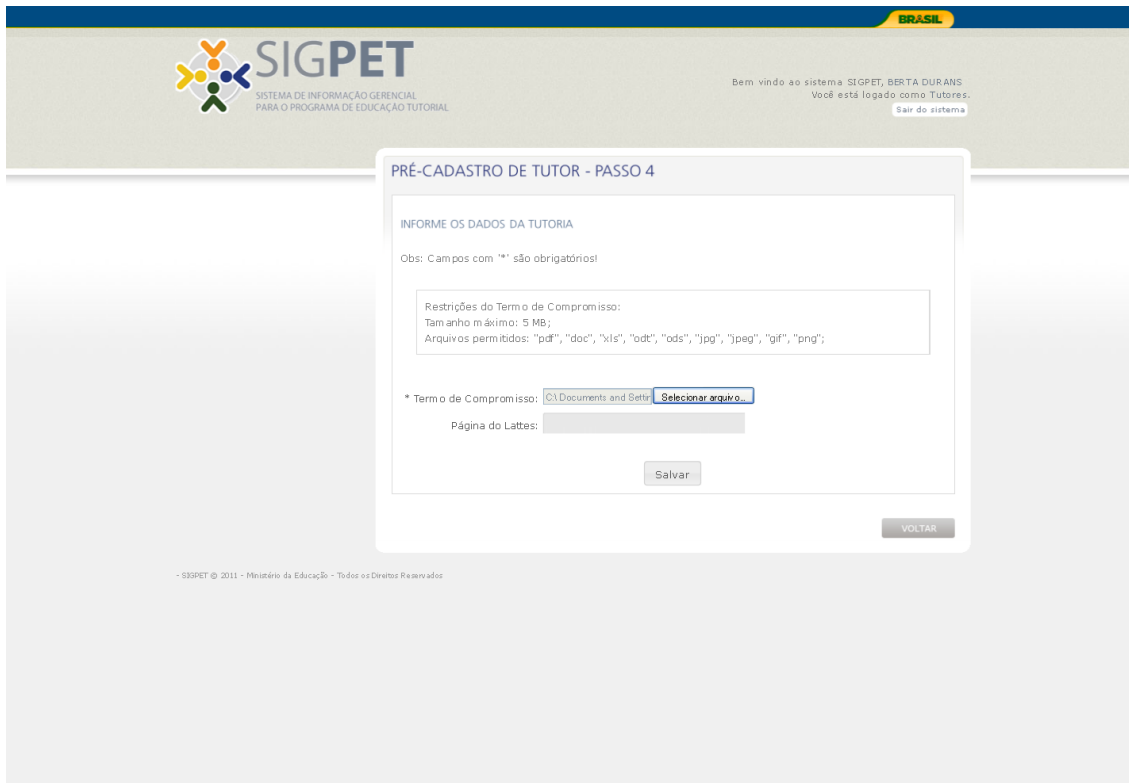 BRASIL
SIGPET
SISTEMA DE INFORMAÇÃO GERENCIAL
PARA O PROGRAMA DE EDUCAÇÃO TUTORIAL
Bem vindo ao sistema SIGPET, BERTA DURANS
Você está logado como Tutores.
Sair do sistema
PRÉ-CADASTRO DE TUTOR - PASSO 4
INFORME OS DADOS DA TUTORIA
Obs: Campos com '*' são obrigatórios!
Restrições do Termo de Compromisso:
Tamanho máximo: 5 MB;
Arquivos permitidos: "pdf", "doc", "xls", "odt", "ods", "jpg", "jpeg", "gif", "png";
* Termo de Compromisso: C:\Documents and Settin Selecionar arquivo...
Página do Lattes:
Salvar
VOLTAR
- SIGPET © 2011 - Ministério da Educação - Todos os Direitos Reservados